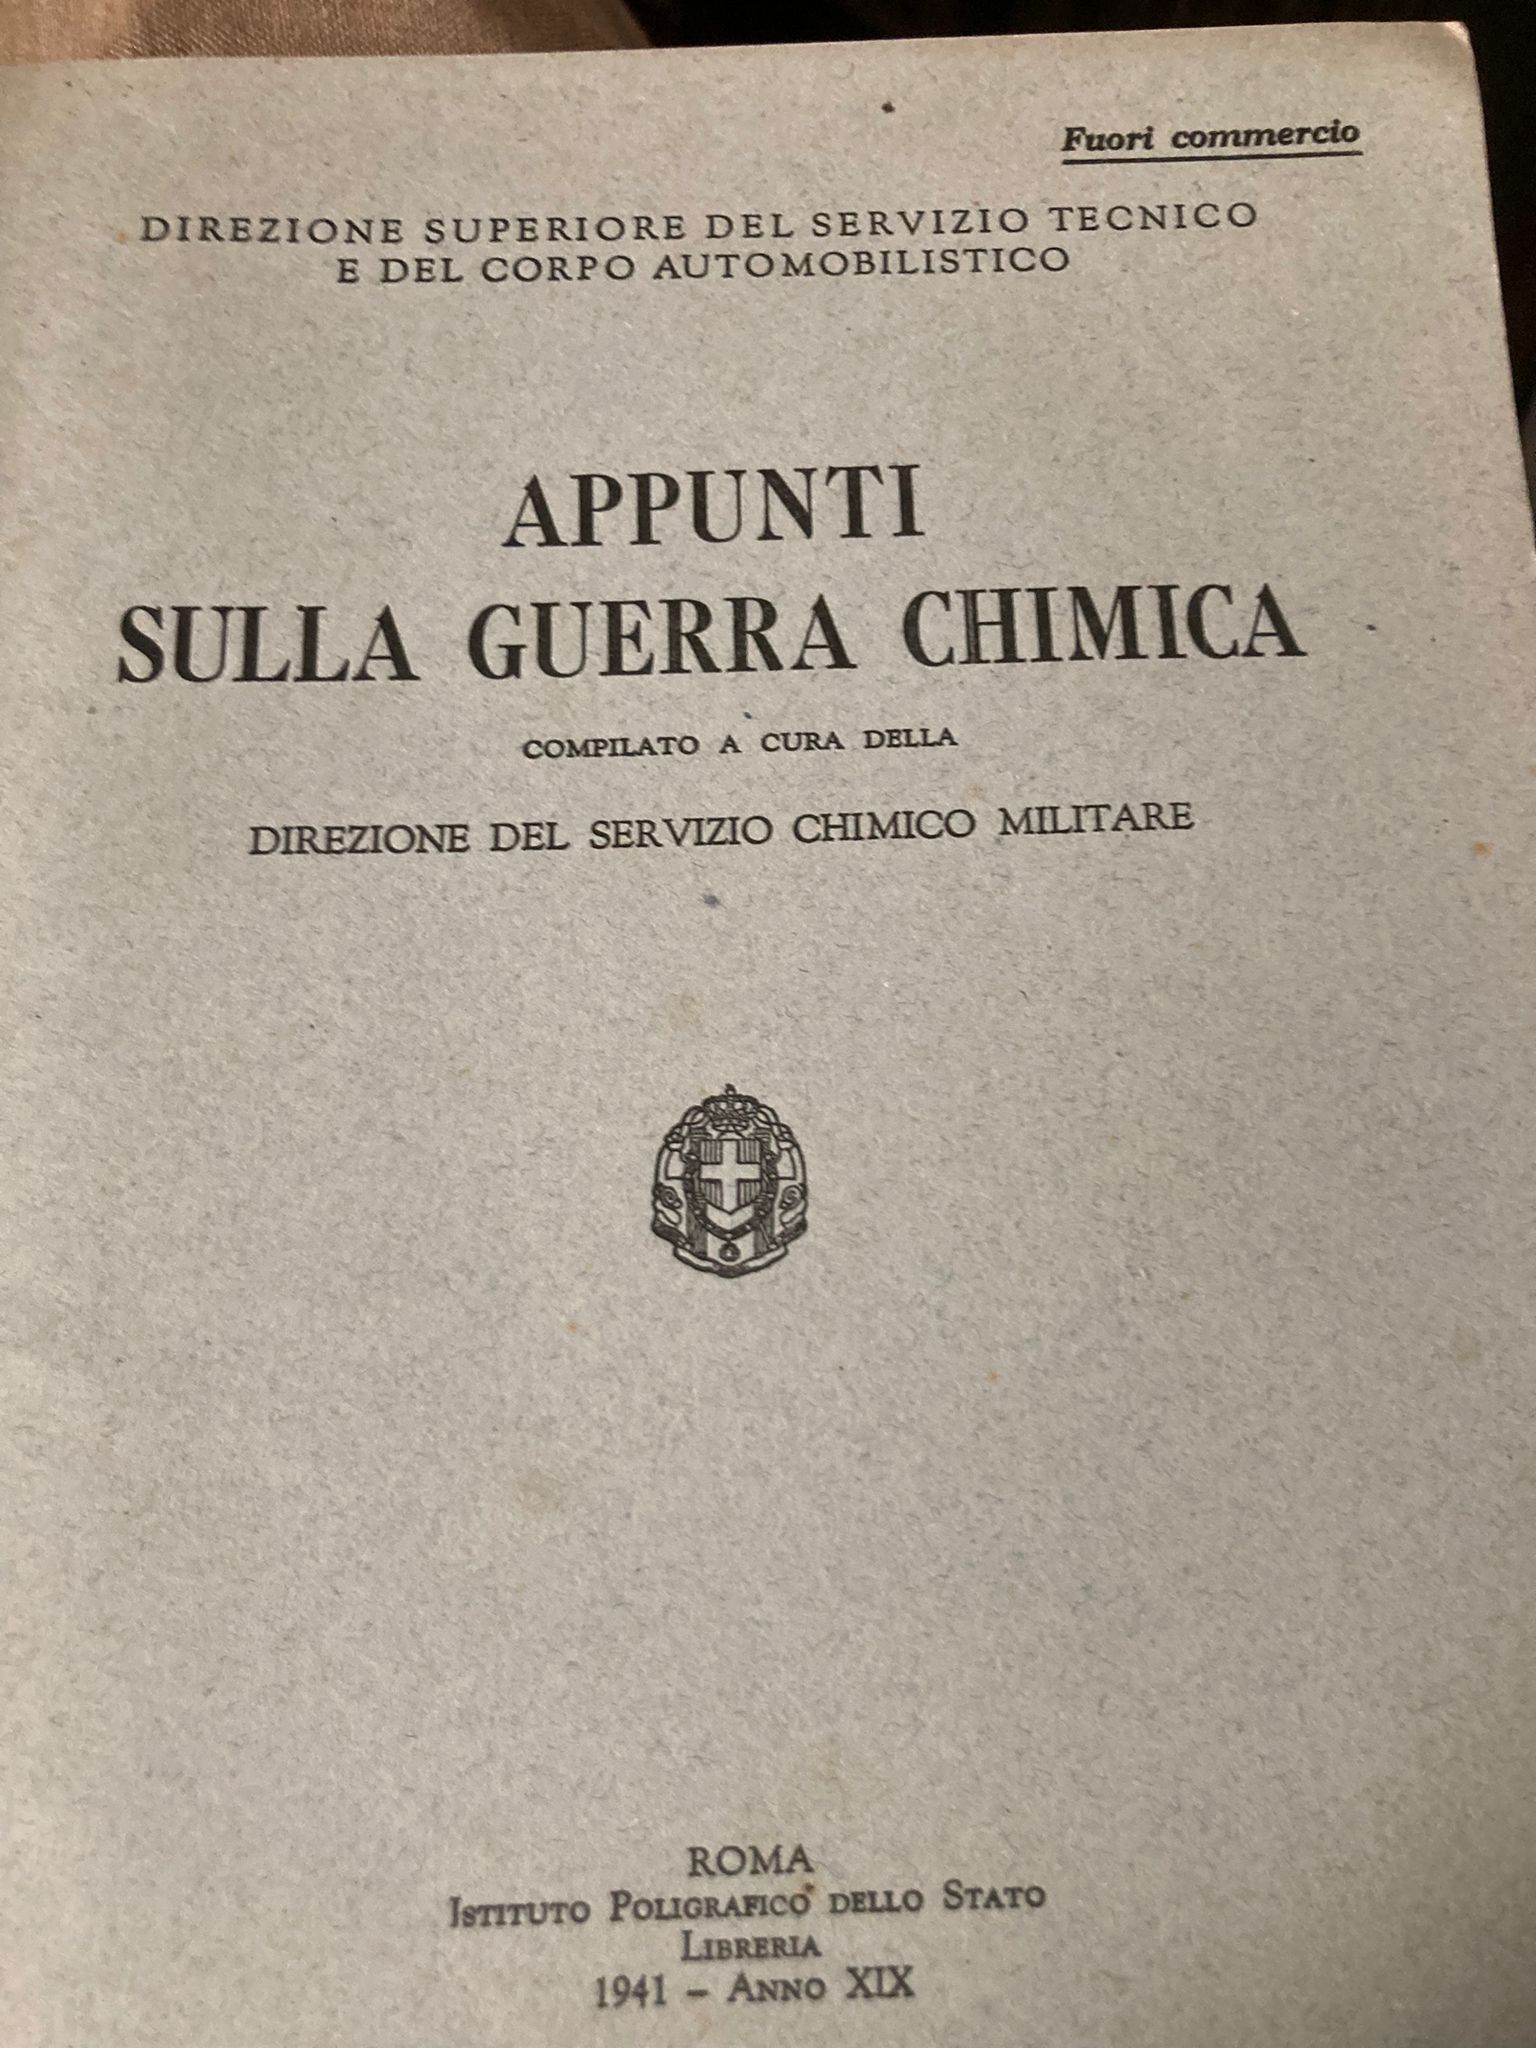 Fuori commercio
DIREZIONE SUPERIORE DEL SERVIZIO TECNICO
E DEL CORPO AUTOMOBILISTICO
APPUNTI
SULLA GUERRA CHIMICA
COMPILATO A CURA DELLA
DIREZIONE DEL SERVIZIO CHIMICO MILITARE
ROMA
ISTITUTO POLIGRAFICO DELLO STATO
LIBRERIA
1941 – ANNO XIX